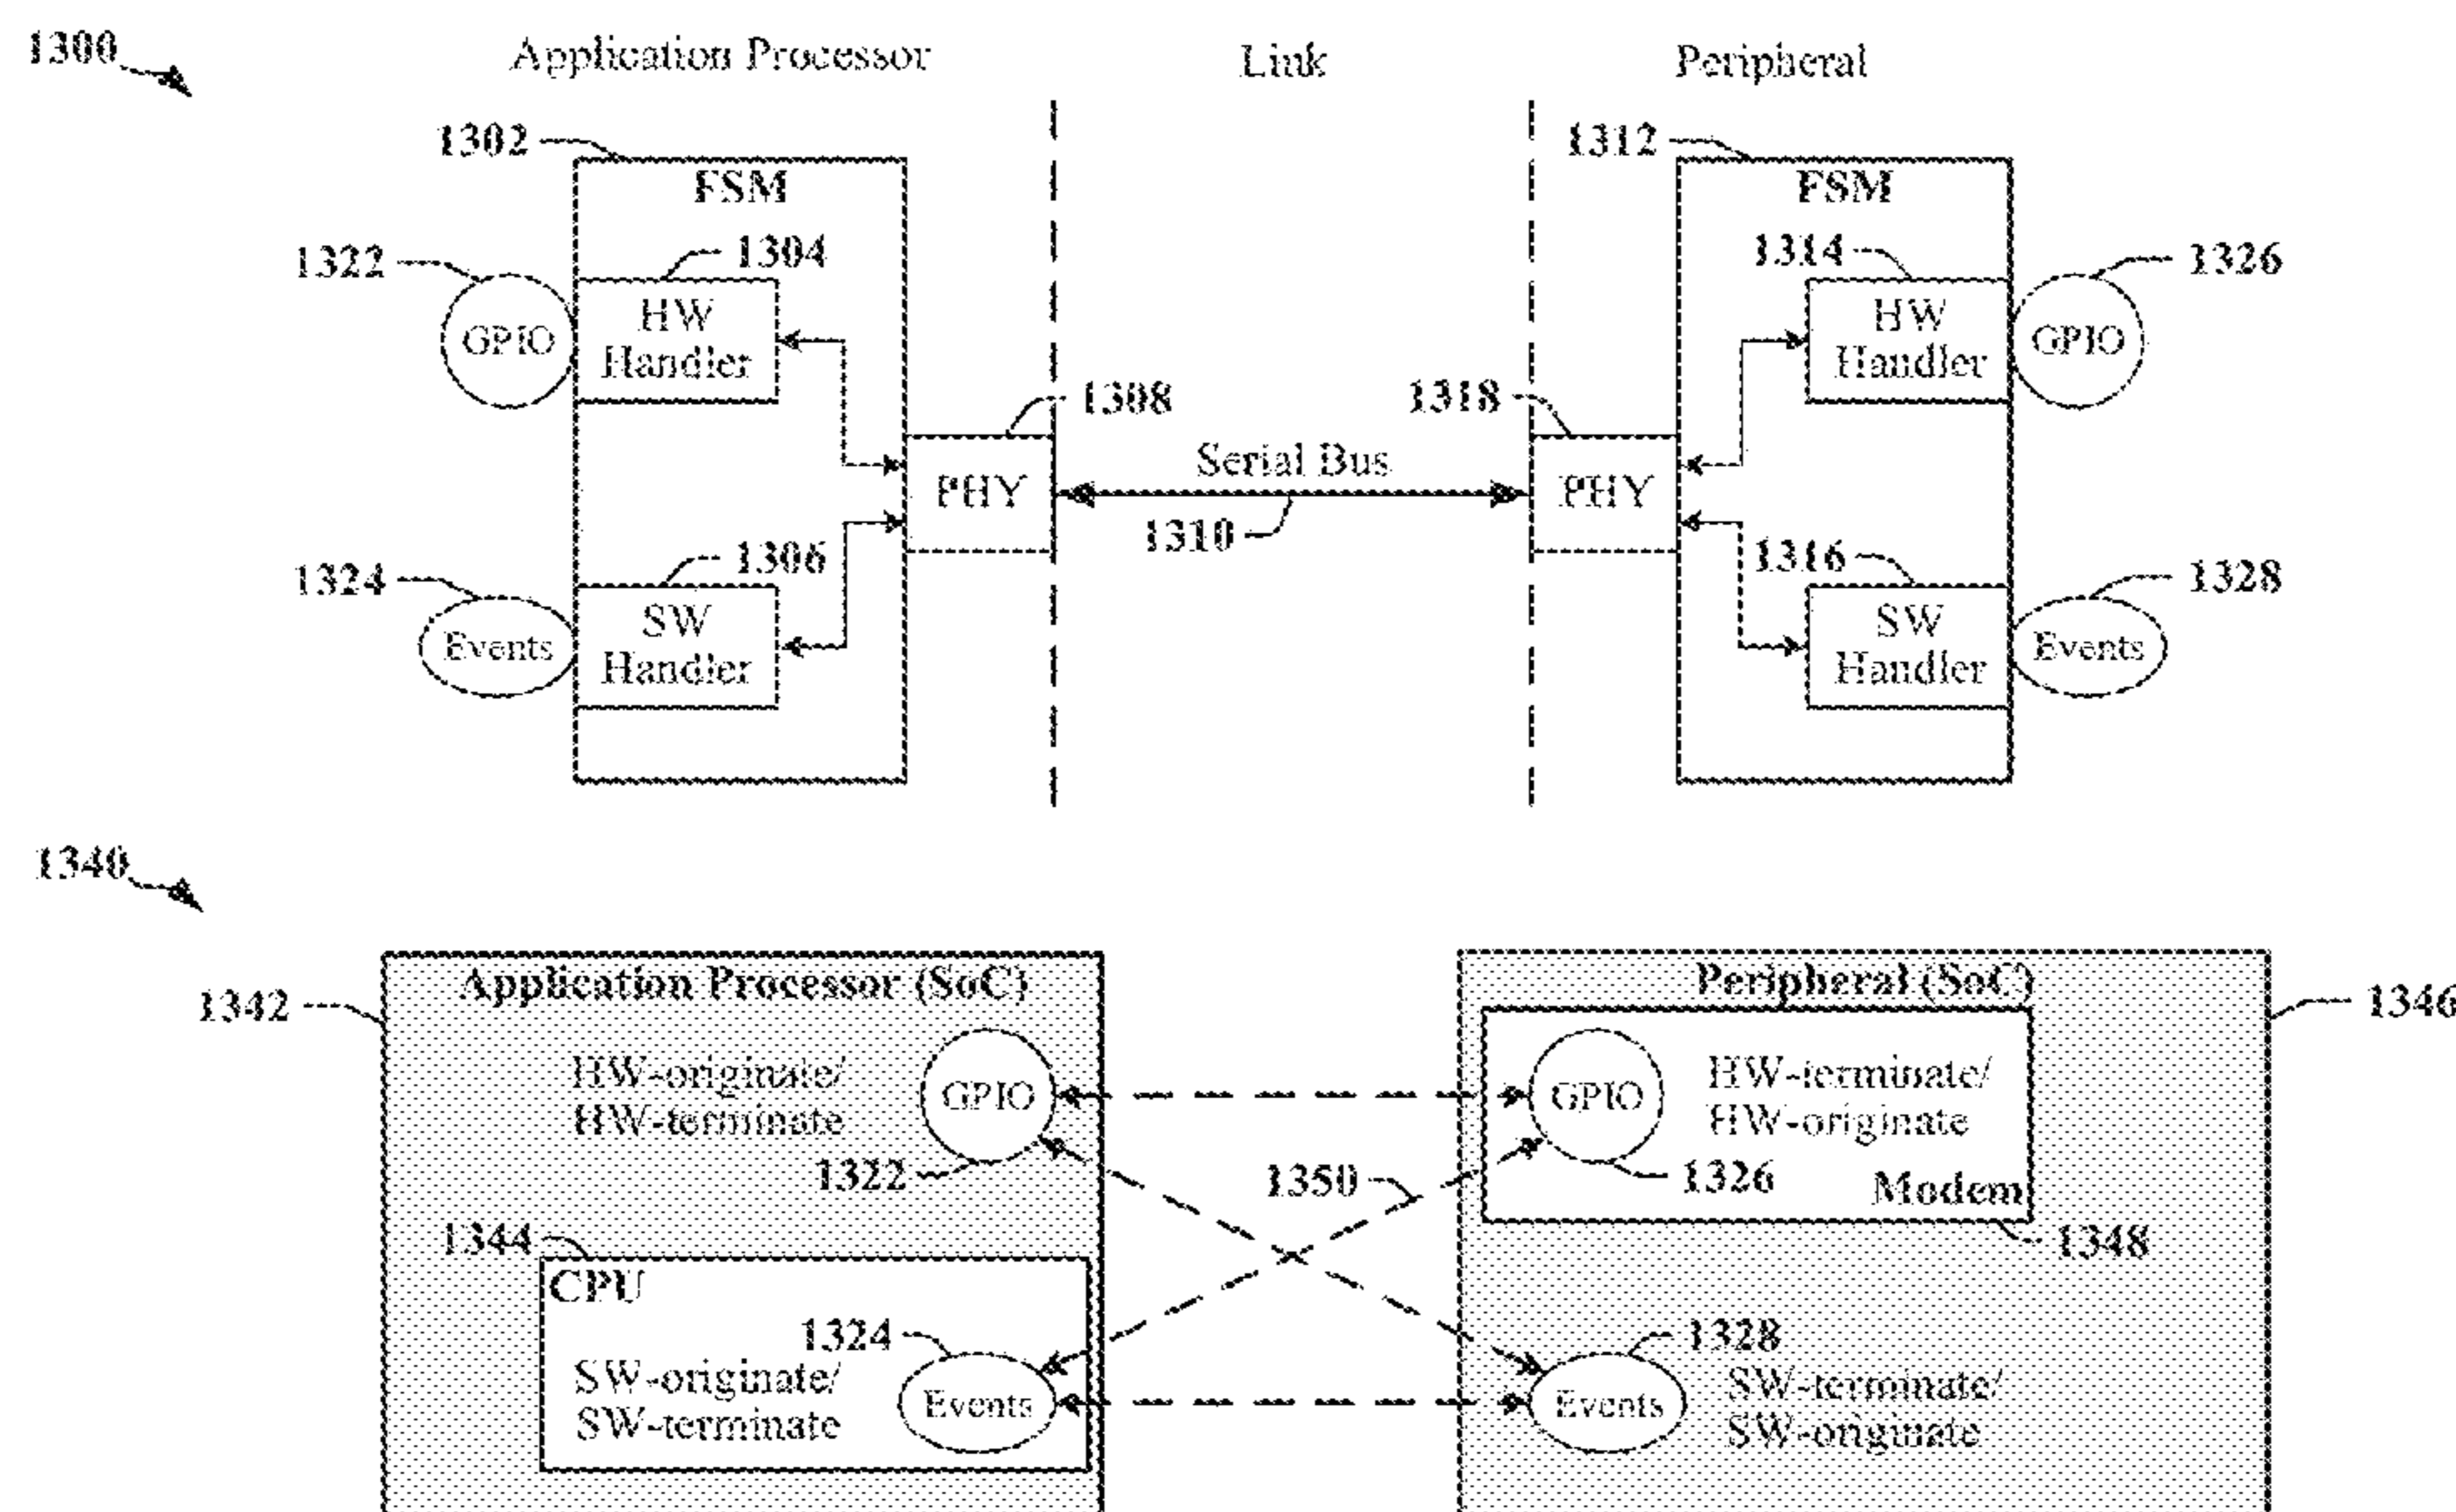 1300
Application Processor
Link
Peripheral
1302
1312
FSM
FSM
1322
1304
1314
1326
GPIO
HW
Handler
HW
Handler
GPIO
1308
1318
PHY
Serial Bus
PHY
1310
1324
1306
1316
1328
Events
SW
Handler
SW
Handler
Events
1340
1342
Application Processor (SoC)
Peripheral (SoC)
1346
HW-originate/
HW-terminate
GPIO
GPIO
HW-terminate/
HW-originate
1322
1350
1326
Modem
1344
1348
CPU
1324
1328
SW-originate/
SW-terminate
Events
Events
SW-terminate/
SW-originate